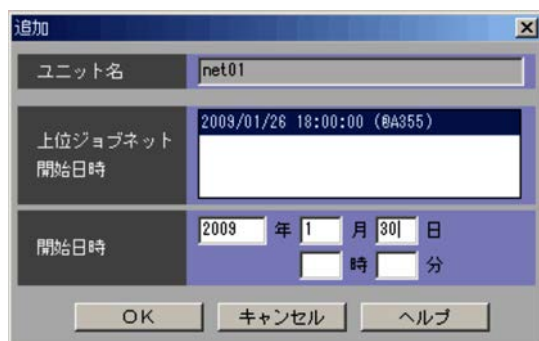 追加
ユニット名
net01
上位ジョブネット
開始日時
2009/01/26 18:00:00 (@A355)
開始日時
2009 年 1 月 30 日
時 分
OK キャンセル ヘルプ